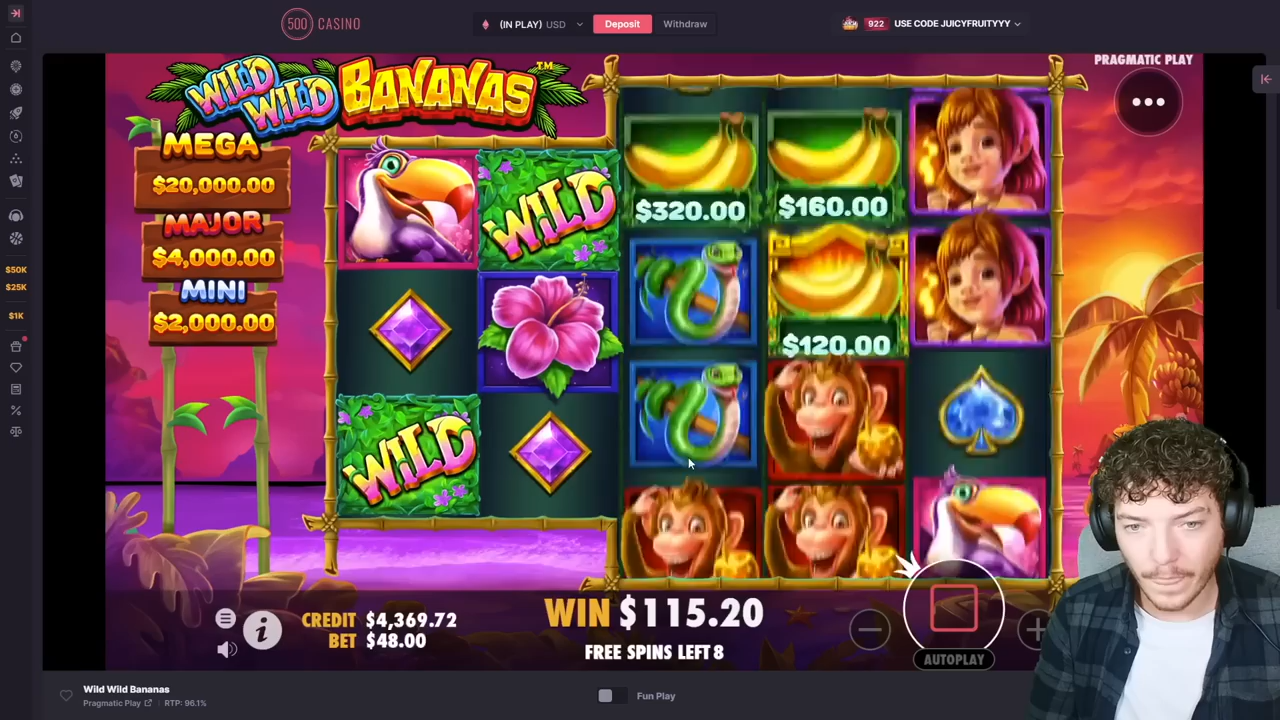 500 CASINO
(IN PLAY) USD
Deposit
Withdraw
922
USE CODE JUICYFRUITYYY
PRAGMATIC PLAY
WILD WILD BANANAS™
MEGA
$20,000.00
MAJOR
$4,000.00
MINI
$2,000.00
WILD
WILD
$320.00
$160.00
$120.00
$50K
$25K
$1K
CREDIT $4,369.72
BET $48.00
WIN $115.20
FREE SPINS LEFT 8
AUTOPLAY
Wild Wild Bananas
Pragmatic Play
RTP: 96.1%
Fun Play